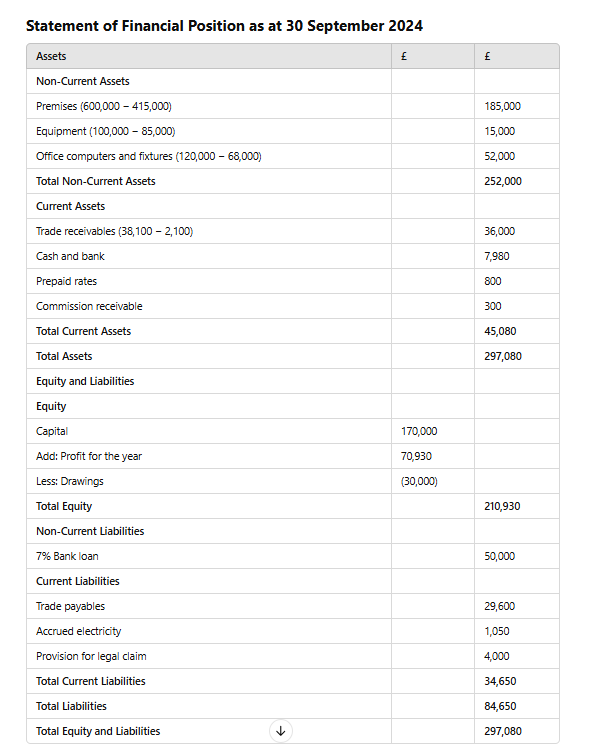 Statement of Financial Position as at 30 September 2024
Assets £ £
Non-Current Assets
Premises (600,000 – 415,000) 185,000
Equipment (100,000 – 85,000) 15,000
Office computers and fixtures (120,000 – 68,000) 52,000
Total Non-Current Assets 252,000
Current Assets
Trade receivables (38,100 – 2,100) 36,000
Cash and bank 7,980
Prepaid rates 800
Commission receivable 300
Total Current Assets 45,080
Total Assets 297,080
Equity and Liabilities
Equity
Capital 170,000
Add: Profit for the year 70,930
Less: Drawings (30,000)
Total Equity 210,930
Non-Current Liabilities
7% Bank loan 50,000
Current Liabilities
Trade payables 29,600
Accrued electricity 1,050
Provision for legal claim 4,000
Total Current Liabilities 34,650
Total Liabilities 84,650
Total Equity and Liabilities 297,080